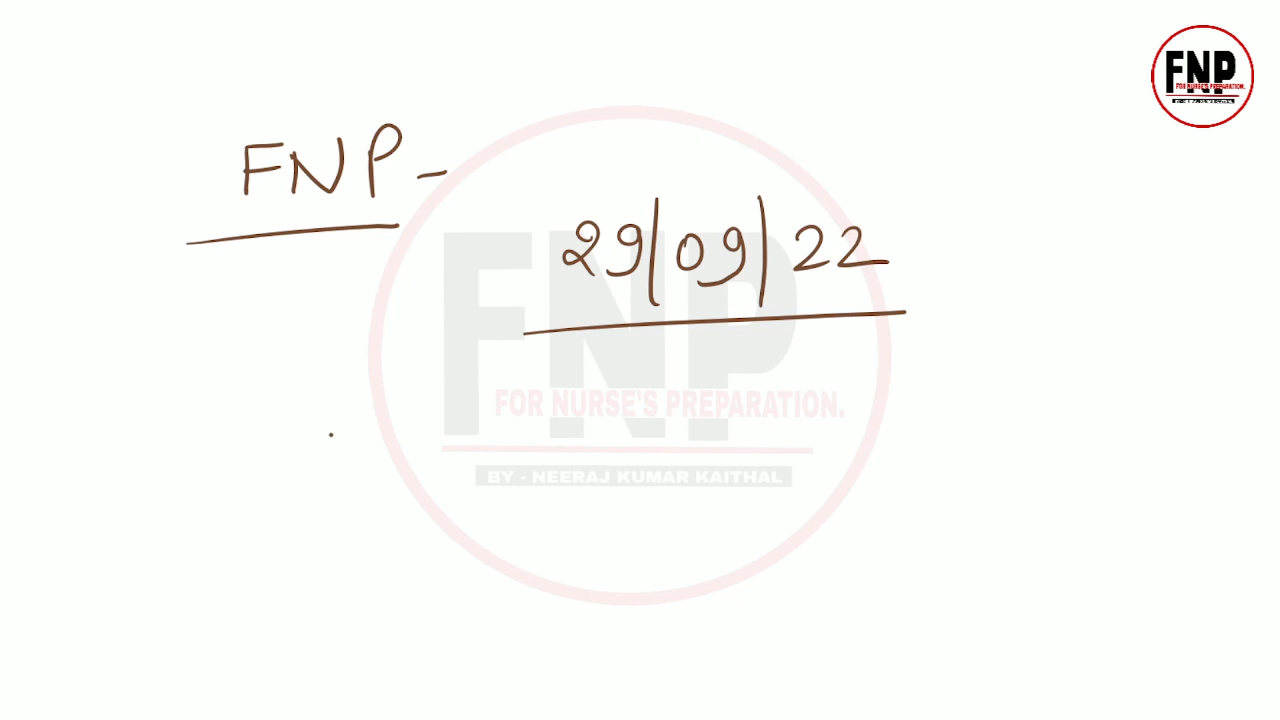 FNP
FOR NURSE'S PREPARATION.
FNP -
29|09|22
FNP
FOR NURSE'S PREPARATION.
BY - NEERAJ KUMAR KAITHAL